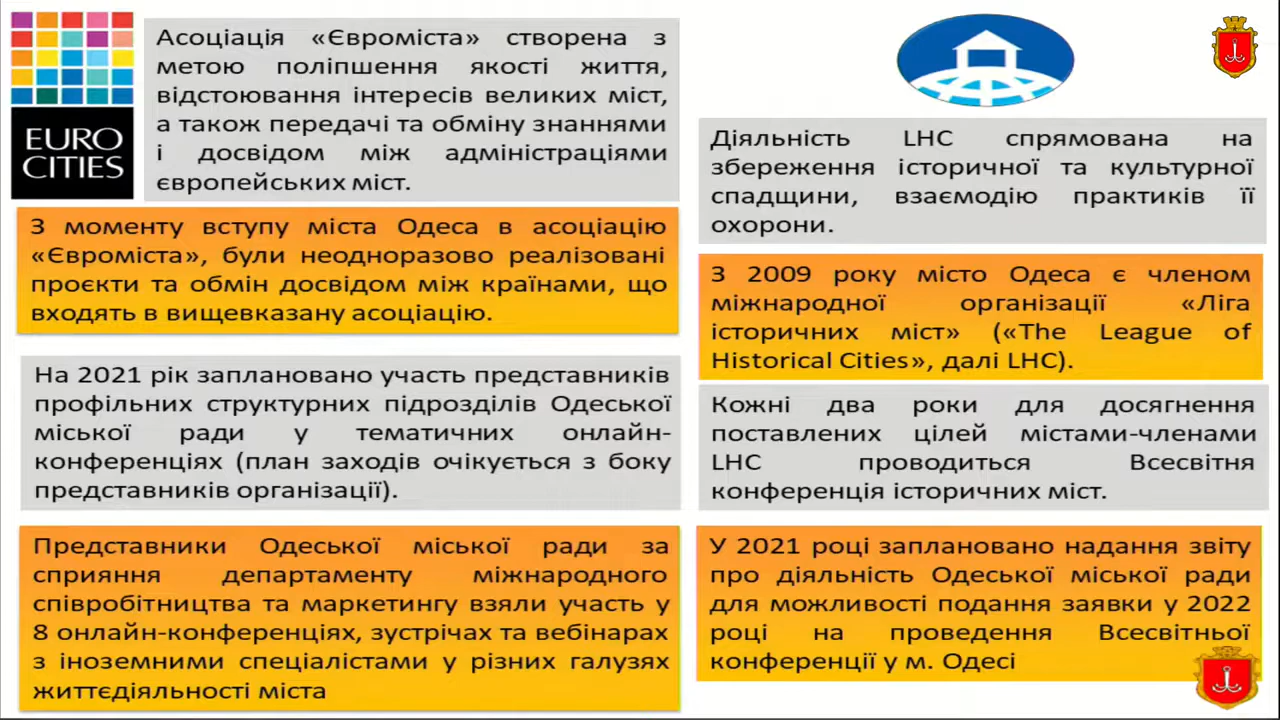 EURO
CITIES
Асоціація «Євроміста» створена з
метою поліпшення якості життя,
відстоювання інтересів великих міст,
а також передачі та обміну знаннями
і досвідом між адміністраціями
європейських міст.
З моменту вступу міста Одеса в асоціацію
«Євроміста», були неодноразово реалізовані
проєкти та обмін досвідом між країнами, що
входять в вищевказану асоціацію.
На 2021 рік заплановано участь представників
профільних структурних підрозділів Одеської
міської ради у тематичних онлайн-
конференціях (план заходів очікується з боку
представників організації).
Представники Одеської міської ради за
сприяння департаменту міжнародного
співробітництва та маркетингу взяли участь у
8 онлайн-конференціях, зустрічах та вебінарах
з іноземними спеціалістами у різних галузях
життєдіяльності міста
Діяльність LHC спрямована на
збереження історичної та культурної
спадщини, взаємодію практиків її
охорони.
З 2009 року місто Одеса є членом
міжнародної організації «Ліга
історичних міст» («The League of
Historical Cities», далі LHC).
Кожні два роки для досягнення
поставлених цілей містами-членами
LHC проводиться Всесвітня
конференція історичних міст.
У 2021 році заплановано надання звіту
про діяльність Одеської міської ради
для можливості подання заявки у 2022
році на проведення Всесвітньої
конференції у м. Одесі